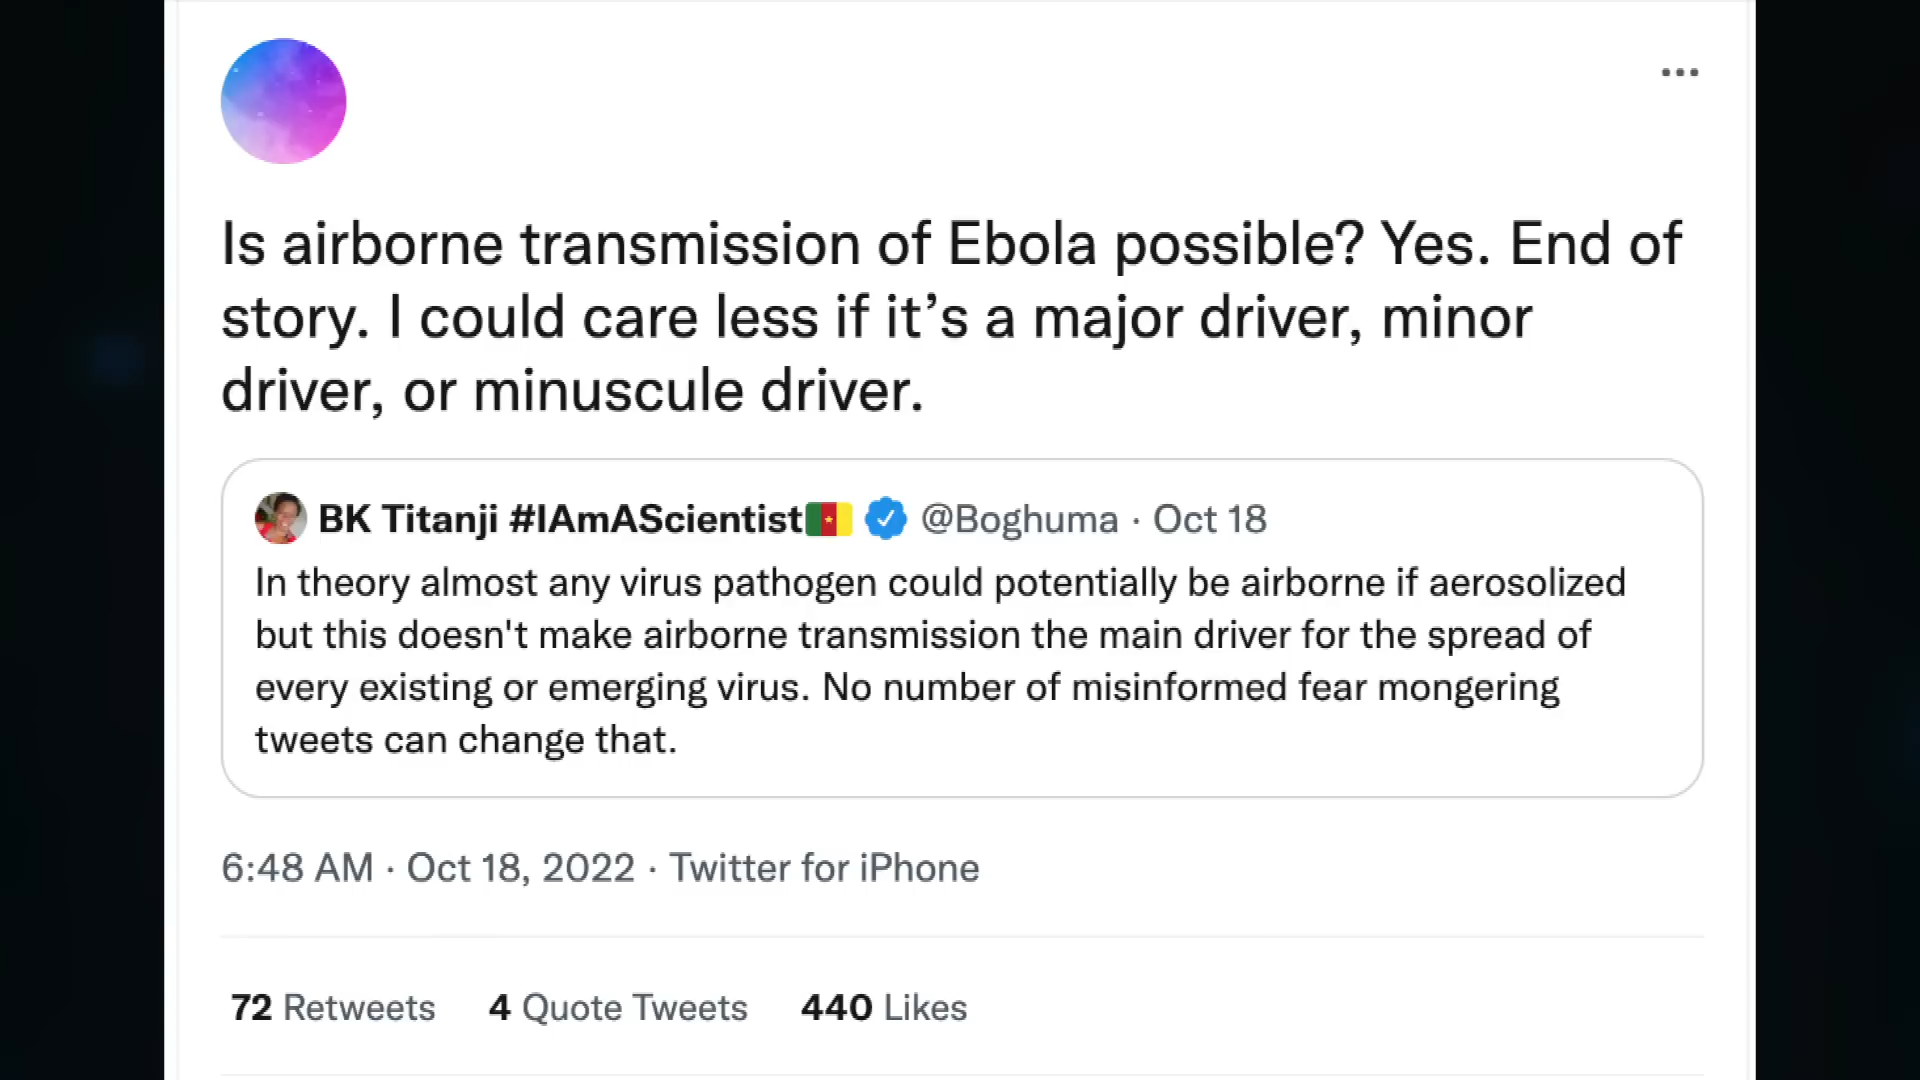 Is airborne transmission of Ebola possible? Yes. End of
story. I could care less if it’s a major driver, minor
driver, or minuscule driver.
BK Titanji #IAmAScientist🇨🇲 @Boghuma · Oct 18
In theory almost any virus pathogen could potentially be airborne if aerosolized
but this doesn't make airborne transmission the main driver for the spread of
every existing or emerging virus. No number of misinformed fear mongering
tweets can change that.
6:48 AM · Oct 18, 2022 · Twitter for iPhone
72 Retweets 4 Quote Tweets 440 Likes